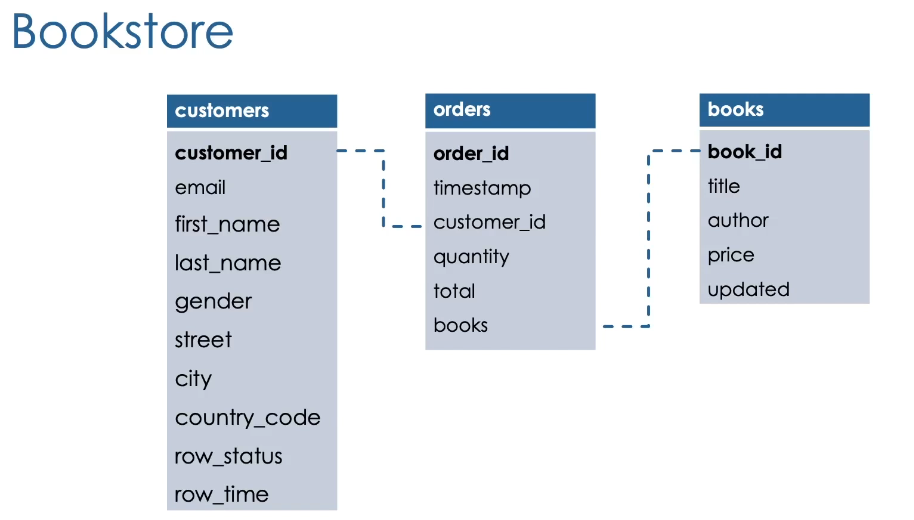 Bookstore
customers
customer_id
email
first_name
last_name
gender
street
city
country_code
row_status
row_time
orders
order_id
timestamp
customer_id
quantity
total
books
books
book_id
title
author
price
updated